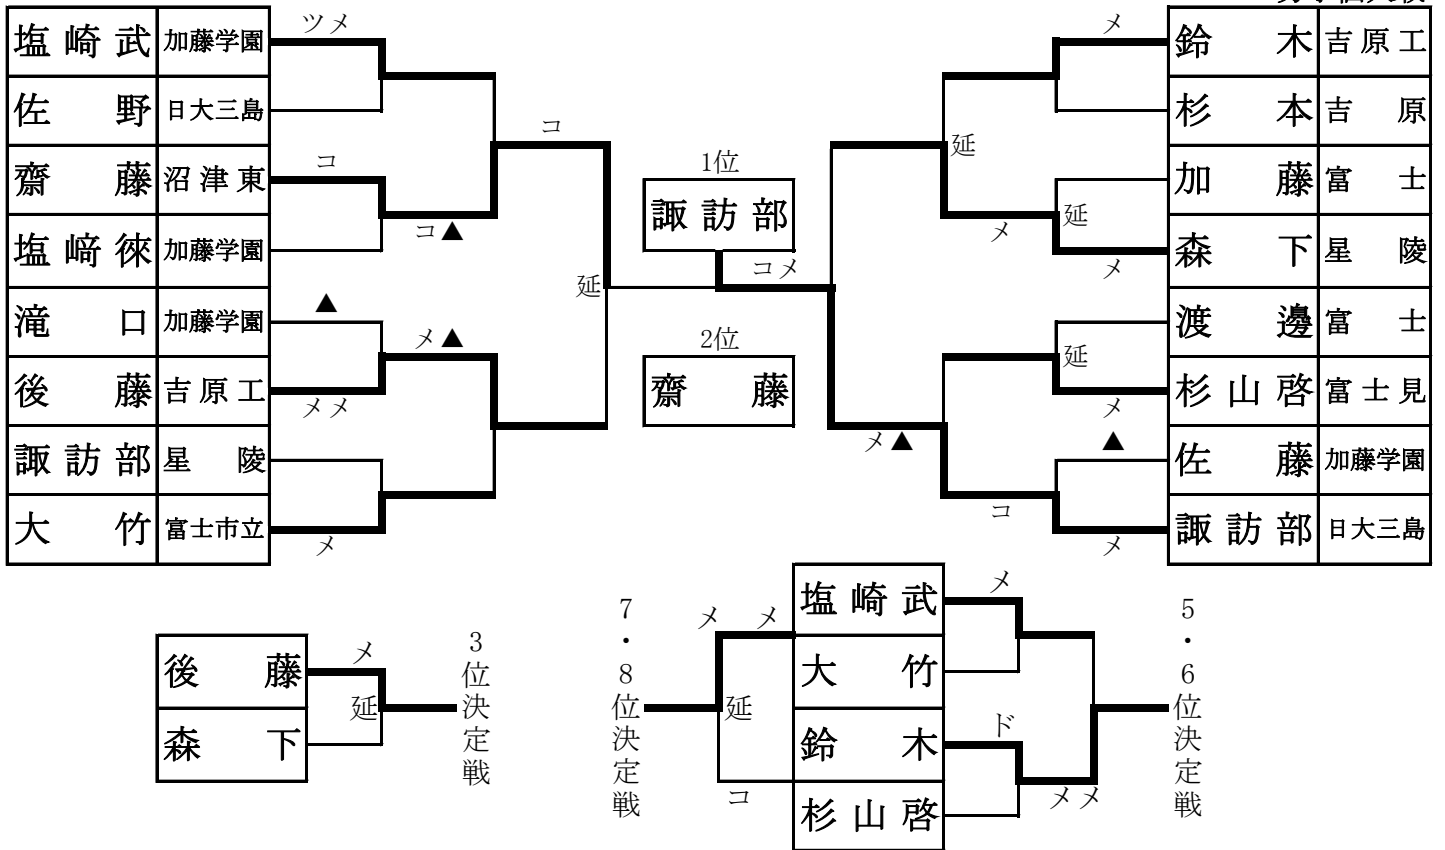 塩崎武 加藤学園
佐野 日大三島
齋藤 沼津東
塩﨑徠 加藤学園
滝口 加藤学園
後藤 吉原工
諏訪部 星陵
大竹 富士市立
ツメ
コ
コ
コ▲
▲
メ▲
メメ
メ
延
1位
諏訪部
コメ
2位
齋藤
メ
延
延
メ
メ
延
メ
メ▲
▲
コ
メ
鈴木 吉原工
杉本 吉原
加藤 富士
森下 星陵
渡邊 富士
杉山啓 富士見
佐藤 加藤学園
諏訪部 日大三島
後藤
森下
メ
延
3位決定戦
7・8位決定戦
メ メ
延
コ
塩崎武
大竹
鈴木
杉山啓
メ
ド
メメ
5・6位決定戦